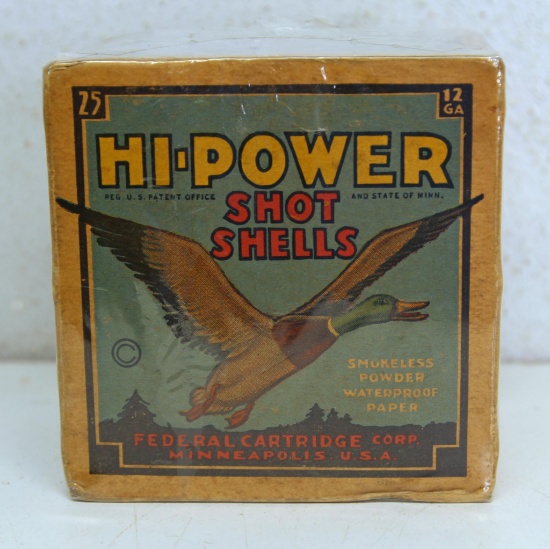 25
12
GA
HI-POWER
REG. U.S. PATENT OFFICE AND STATE OF MINN.
SHOT
SHELLS
©
SMOKELESS
POWDER
WATERPROOF
PAPER
FEDERAL CARTRIDGE CORP.
MINNEAPOLIS U.S.A.